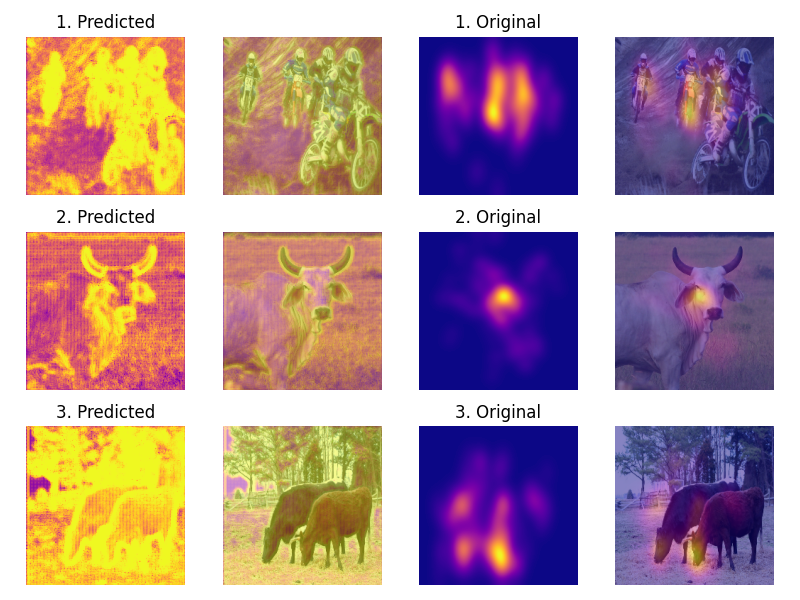 1. Predicted
1. Original
2. Predicted
2. Original
3. Predicted
3. Original